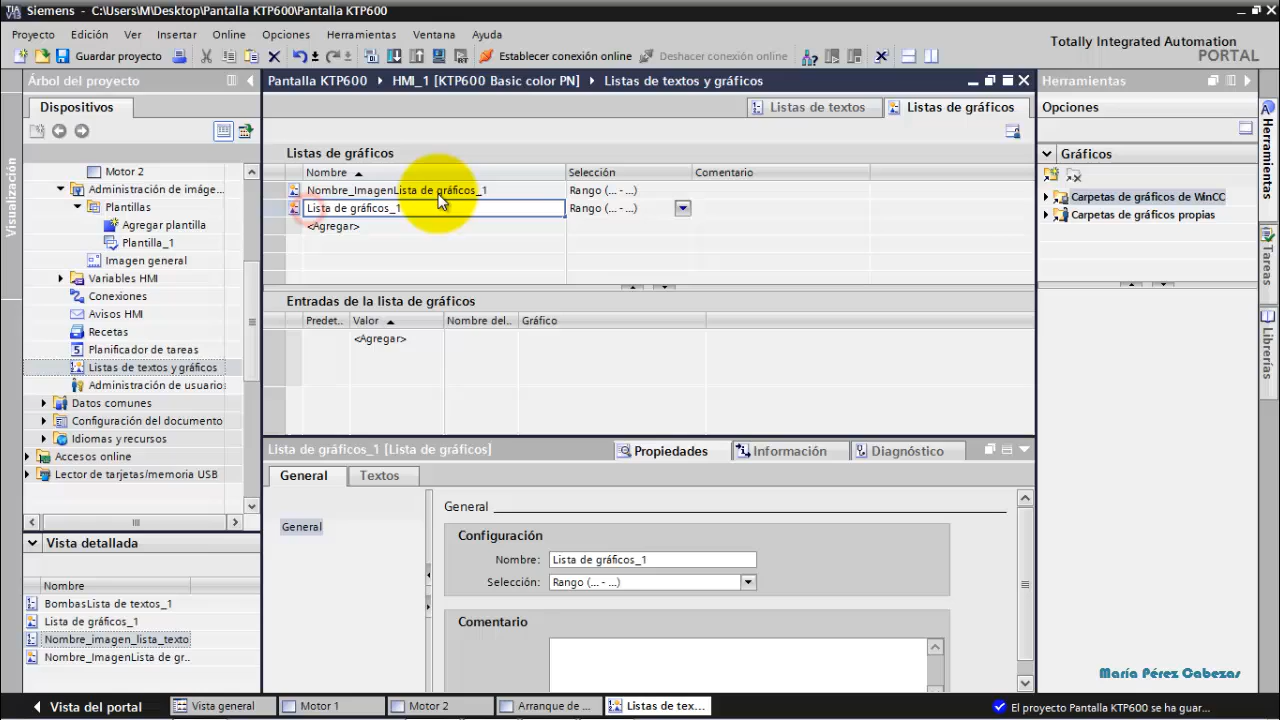 Siemens - C:\Users\M\Desktop\Pantalla KTP600\Pantalla KTP600
Proyecto Edición Ver Insertar Online Opciones Herramientas Ventana Ayuda
Totally Integrated Automation
PORTAL
Guardar proyecto
Establecer conexión online
Deshacer conexión online
Árbol del proyecto
Pantalla KTP600 HMI_1 [KTP600 Basic color PN] Listas de textos y gráficos
Herramientas
Dispositivos
Listas de textos
Listas de gráficos
Opciones
Visualización
Motor 2
Administración de imáge...
Plantillas
Agregar plantilla
Plantilla_1
Imagen general
Variables HMI
Conexiones
Avisos HMI
Recetas
Planificador de tareas
Listas de textos y gráficos
Administración de usuario
Datos comunes
Configuración del documento
Idiomas y recursos
Accesos online
Lector de tarjetas/memoria USB
Listas de gráficos
Nombre Selección Comentario
Nombre_ImagenLista de gráficos_1 Rango (... - ...)
Lista de gráficos_1 Rango (... - ...)
<Agregar>
Entradas de la lista de gráficos
Predet.. Valor Nombre del.. Gráfico
<Agregar>
Gráficos
Carpetas de gráficos de WinCC
Carpetas de gráficos propias
Herramientas
Tareas
Librerías
Lista de gráficos_1 [Lista de gráficos]
Propiedades
Información
Diagnóstico
General
Textos
General
General
Configuración
Nombre: Lista de gráficos_1
Selección: Rango (... - ...)
Comentario
Vista detallada
Nombre
BombasLista de textos_1
Lista de gráficos_1
Nombre_imagen_lista_texto
Nombre_ImagenLista de gr..
María Pérez Cabezas
Vista del portal
Vista general
Motor 1
Motor 2
Arranque de ...
Listas de tex...
El proyecto Pantalla KTP600 se ha guar...